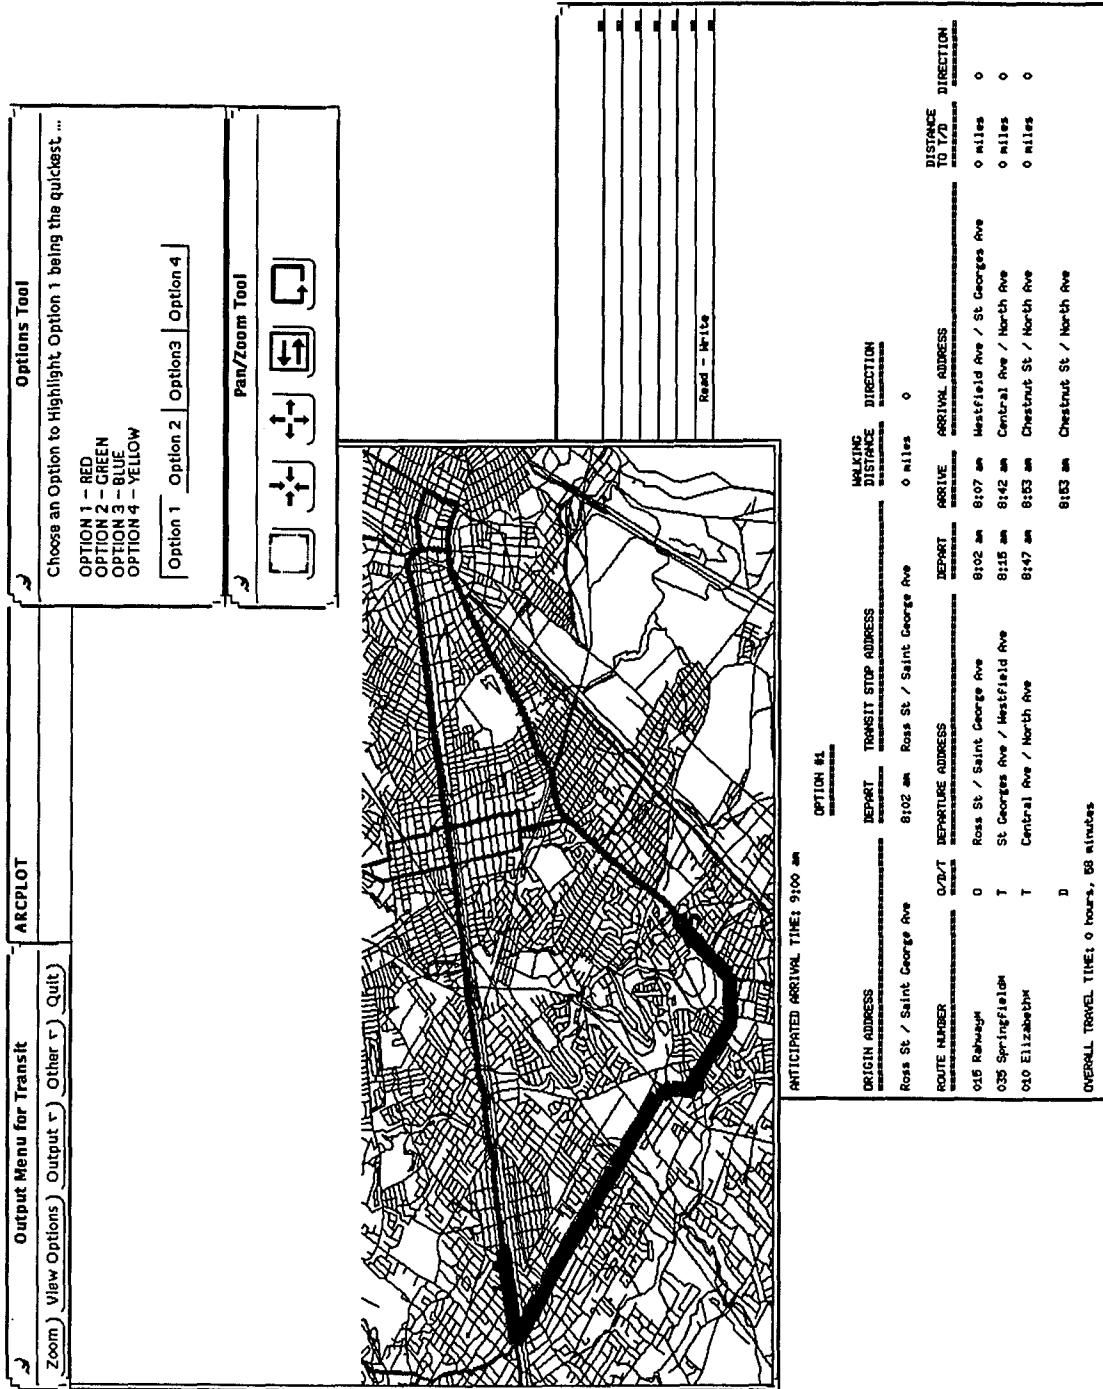 Output Menu for Transit
Zoom View Options Output Other Quit
ARCPLOT
Options Tool
Choose an Option to Highlight, Option 1 being the quickest ...
OPTION 1 – RED
OPTION 2 – GREEN
OPTION 3 – BLUE
OPTION 4 – YELLOW
Option 1 Option 2 Option3 Option 4
Pan/Zoom Tool
Read - Write
ANTICIPATED ARRIVAL TIME: 9:00 am
OPTION #1
ORIGIN ADDRESS DEPART TRANSIT STOP ADDRESS WALKING DISTANCE DIRECTION
Ross St / Saint George Ave 8:02 am Ross St / Saint George Ave 0 miles 0
ROUTE NUMBER O/D/T DEPARTURE ADDRESS DEPART ARRIVE ARRIVAL ADDRESS DISTANCE TO T/D DIRECTION
015 RahwayM O Ross St / Saint George Ave 8:02 am 8:07 am Westfield Ave / St Georges Ave 0 miles 0
035 SpringfieldM T St Georges Ave / Westfield Ave 8:15 am 8:42 am Central Ave / North Ave 0 miles 0
010 ElizabethM T Central Ave / North Ave 8:47 am 8:53 am Chestnut St / North Ave 0 miles 0
D 8:53 am Chestnut St / North Ave
OVERALL TRAVEL TIME: 0 hours, 58 minutes